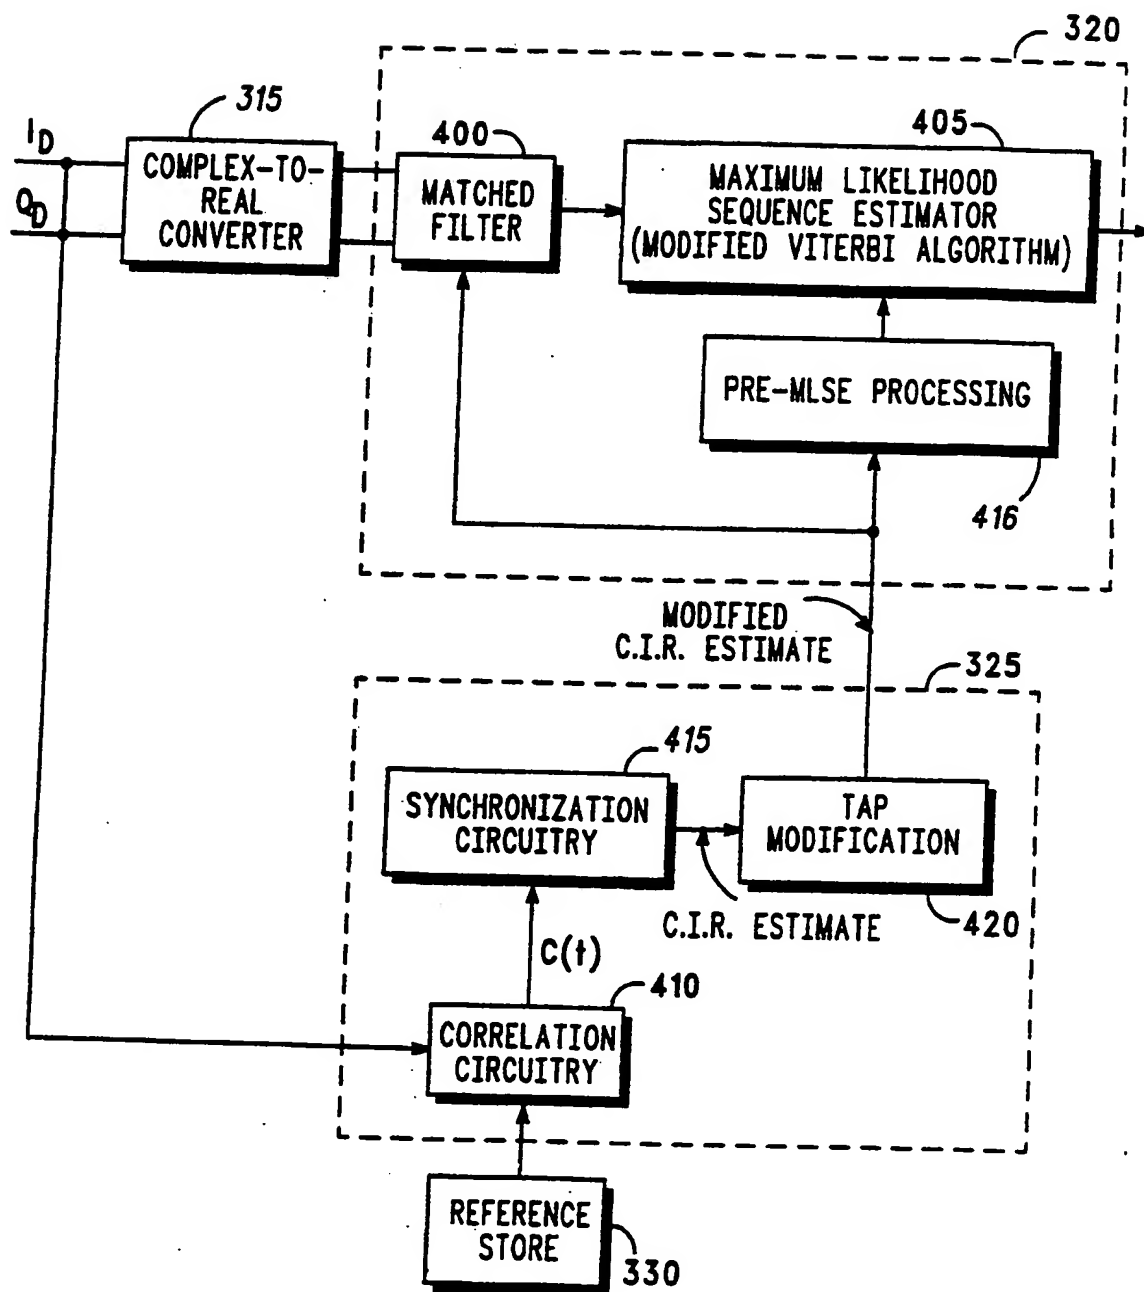 320
315
I_D
Q_D
COMPLEX-TO-
REAL
CONVERTER
400
MATCHED
FILTER
405
MAXIMUM LIKELIHOOD
SEQUENCE ESTIMATOR
(MODIFIED VITERBI ALGORITHM)
PRE-MLSE PROCESSING
416
MODIFIED
C.I.R. ESTIMATE
325
415
SYNCHRONIZATION
CIRCUITRY
TAP
MODIFICATION
420
C.I.R. ESTIMATE
C(t)
410
CORRELATION
CIRCUITRY
REFERENCE
STORE
330